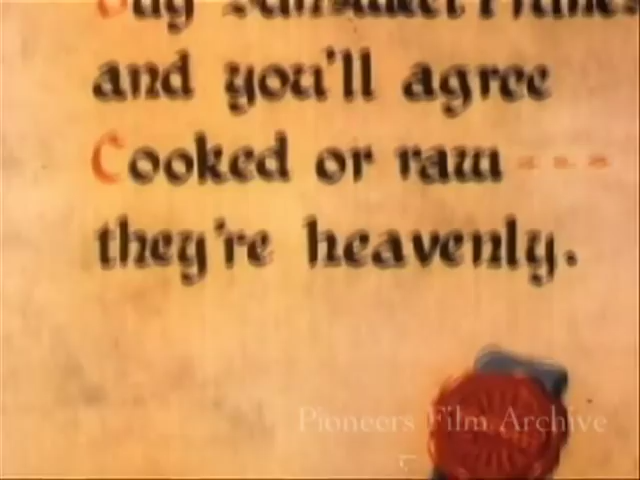 and you'll agree
Cooked or raw ---
they're heavenly.
Pioneers Film Archive